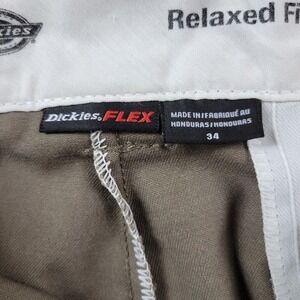 Dickies
Relaxed Fi
Dickies. FLEX
MADE IN/FABRIQUÉ AU
HONDURAS/HONDURAS
34